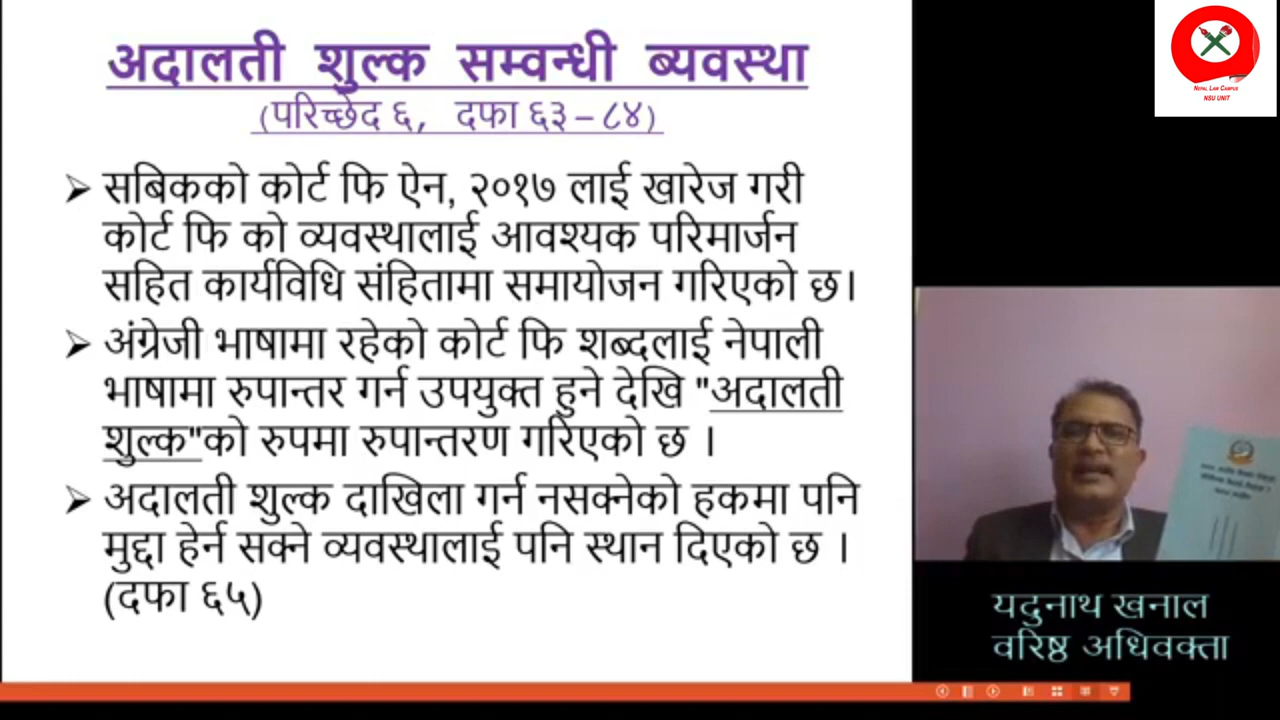 अदालती शुल्क सम्वन्धी ब्यवस्था
(परिच्छेद ६, दफा ६३–८४)
➢ सबिकको कोर्ट फि ऐन, २०१७ लाई खारेज गरी
कोर्ट फि को व्यवस्थालाई आवश्यक परिमार्जन
सहित कार्यविधि संहितामा समायोजन गरिएको छ।
➢ अंग्रेजी भाषामा रहेको कोर्ट फि शब्दलाई नेपाली
भाषामा रुपान्तर गर्न उपयुक्त हुने देखि "अदालती
शुल्क"को रुपमा रुपान्तरण गरिएको छ ।
➢ अदालती शुल्क दाखिला गर्न नसक्नेको हकमा पनि
मुद्दा हेर्न सक्ने व्यवस्थालाई पनि स्थान दिएको छ ।
(दफा ६५)
NEPAL LAW CAMPUS
NSU UNIT
यदुनाथ खनाल
वरिष्ठ अधिवक्ता